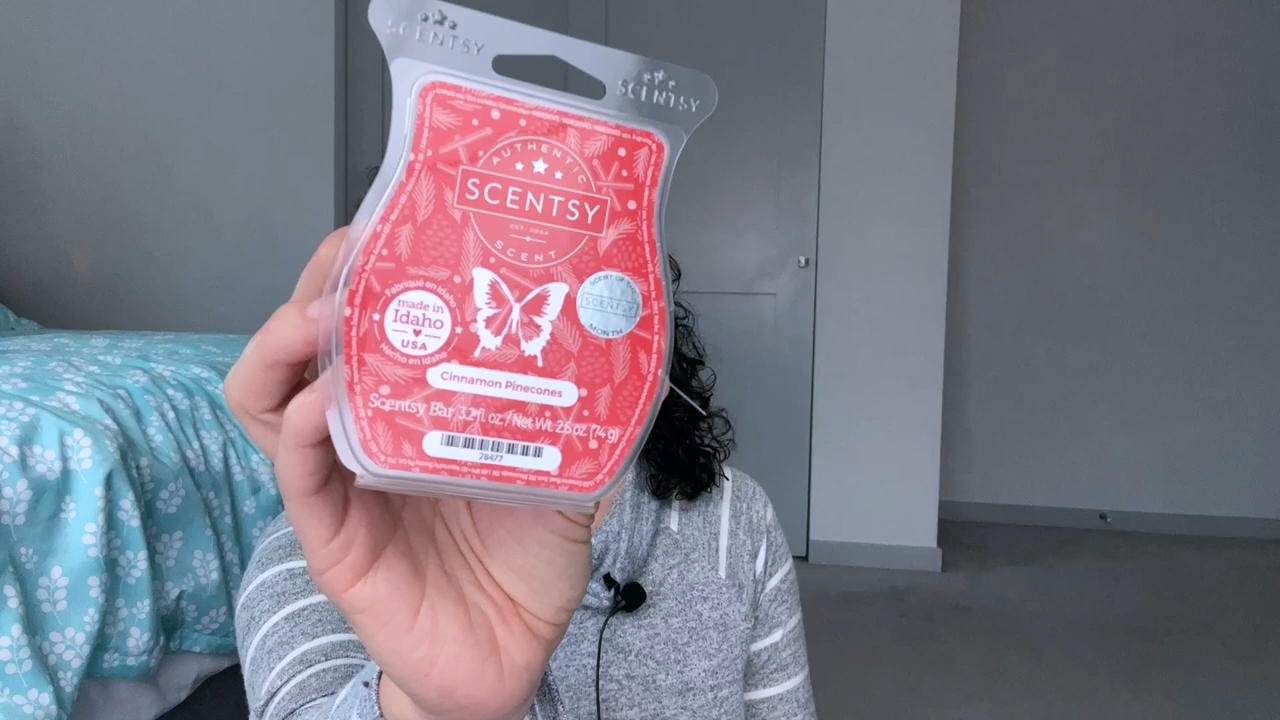 SCENTSY
SCENTSY
AUTHENTIC
SCENTSY
EST. 2004
SCENT
Fabriqué en Idaho
made in
Idaho
USA
Hecho en Idaho
SCENT OF THE
SCENTSY
MONTH
Cinnamon Pinecones
Scentsy Bar 3.2 fl oz / Net Wt. 2.6 oz (74 g)
28477